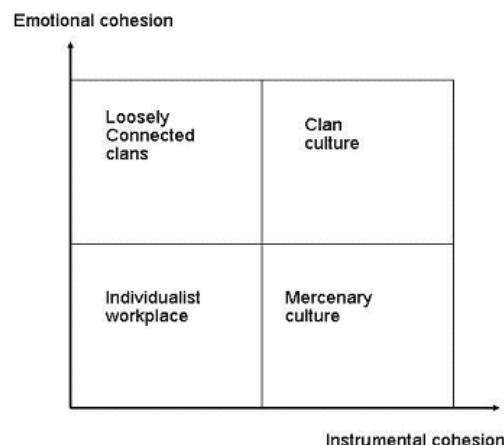 Emotional cohesion
Loosely
Connected
clans
Clan
culture
Individualist
workplace
Mercenary
culture
Instrumental cohesion